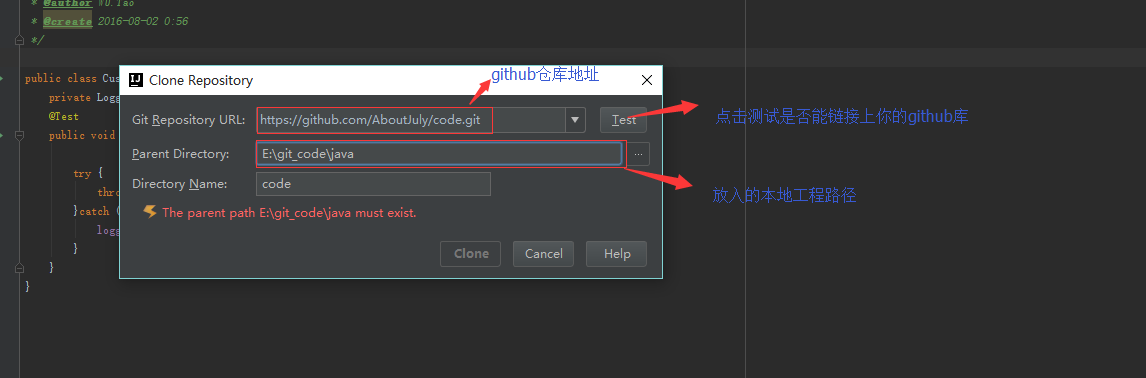 * @author Wu.Tao
* @create 2016-08-02 0:56
*/
public class Cus
private Logg
@Test
public void
try {
thro
}catch (
logg
}
}
}
Clone Repository
github仓库地址
Git Repository URL: https://github.com/AboutJuly/code.git Test
点击测试是否能链接上你的github库
Parent Directory: E:\git_code\java ...
Directory Name: code
放入的本地工程路径
The parent path E:\git_code\java must exist.
Clone Cancel Help